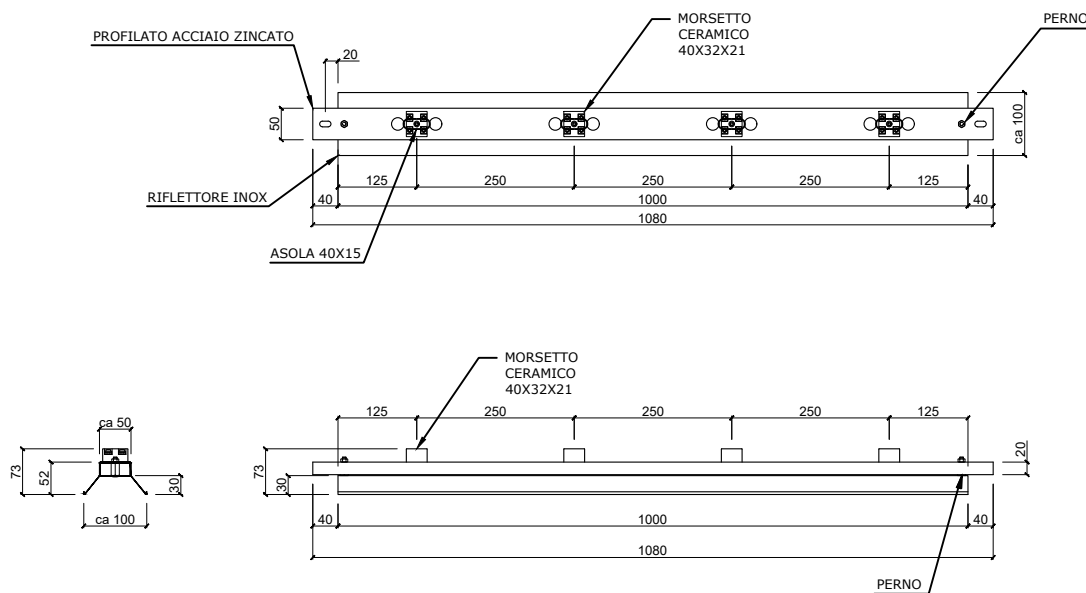 MORSETTO
CERAMICO
40X32X21
PERNO
PROFILATO ACCIAIO ZINCATO
20
50
ca 100
125
250
250
250
125
RIFLETTORE INOX
40
1000
40
1080
ASOLA 40X15
MORSETTO
CERAMICO
40X32X21
125
250
250
250
125
ca 50
73
52
30
ca 100
73
30
20
40
1000
40
1080
PERNO